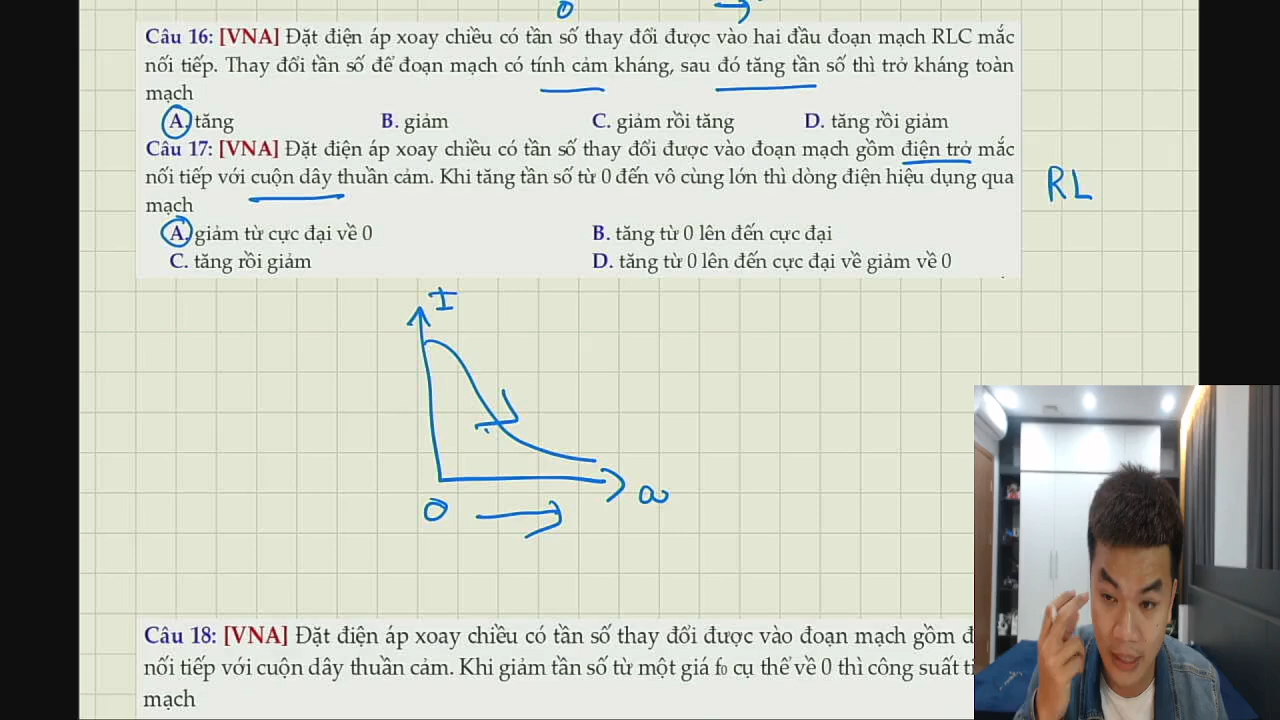 0
Câu 16: [VNA] Đặt điện áp xoay chiều có tần số thay đổi được vào hai đầu đoạn mạch RLC mắc
nối tiếp. Thay đổi tần số để đoạn mạch có tính cảm kháng, sau đó tăng tần số thì trở kháng toàn
mạch
A. tăng B. giảm C. giảm rồi tăng D. tăng rồi giảm
Câu 17: [VNA] Đặt điện áp xoay chiều có tần số thay đổi được vào đoạn mạch gồm điện trở mắc
nối tiếp với cuộn dây thuần cảm. Khi tăng tần số từ 0 đến vô cùng lớn thì dòng điện hiệu dụng qua
mạch
RL
A. giảm từ cực đại về 0 B. tăng từ 0 lên đến cực đại
C. tăng rồi giảm D. tăng từ 0 lên đến cực đại về giảm về 0
I
0 ω
Câu 18: [VNA] Đặt điện áp xoay chiều có tần số thay đổi được vào đoạn mạch gồm
nối tiếp với cuộn dây thuần cảm. Khi giảm tần số từ một giá f₀ cụ thể về 0 thì công suất
mạch